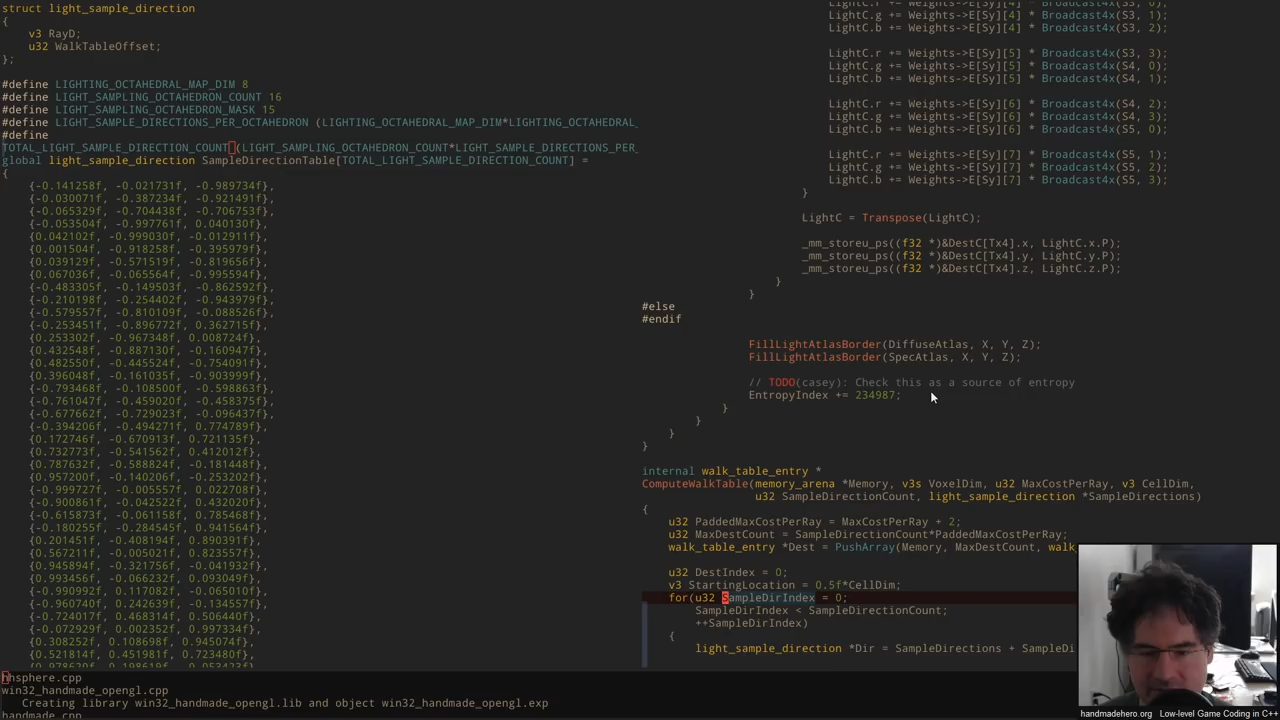 struct light_sample_direction
{
v3 RayD;
u32 WalkTableOffset;
};
#define LIGHTING_OCTAHEDRAL_MAP_DIM 8
#define LIGHT_SAMPLING_OCTAHEDRON_COUNT 16
#define LIGHT_SAMPLING_OCTAHEDRON_MASK 15
#define LIGHT_SAMPLE_DIRECTIONS_PER_OCTAHEDRON (LIGHTING_OCTAHEDRAL_MAP_DIM*LIGHTING_OCTAHEDRAL_
#define
TOTAL_LIGHT_SAMPLE_DIRECTION_COUNT (LIGHT_SAMPLING_OCTAHEDRON_COUNT*LIGHT_SAMPLE_DIRECTIONS_PER_
global light_sample_direction SampleDirectionTable[TOTAL_LIGHT_SAMPLE_DIRECTION_COUNT] =
{
{-0.141258f, -0.021731f, -0.989734f},
{-0.030071f, -0.387234f, -0.921491f},
{-0.065329f, -0.704438f, -0.706753f},
{-0.053504f, -0.997761f, 0.040130f},
{0.042102f, -0.999030f, -0.012911f},
{0.001504f, -0.918258f, -0.395979f},
{0.039129f, -0.571519f, -0.819656f},
{0.067036f, -0.065564f, -0.995594f},
{-0.483305f, -0.149503f, -0.862592f},
{-0.210198f, -0.254402f, -0.943979f},
{-0.579557f, -0.810109f, -0.088526f},
{-0.253451f, -0.896772f, 0.362715f},
{0.253302f, -0.967348f, 0.008724f},
{0.432548f, -0.887130f, -0.160947f},
{0.482550f, -0.445524f, -0.754091f},
{0.396048f, -0.161035f, -0.903999f},
{-0.793468f, -0.108500f, -0.598863f},
{-0.761047f, -0.459020f, -0.458375f},
{-0.677662f, -0.729023f, -0.096437f},
{-0.394206f, -0.494271f, 0.774789f},
{0.172746f, -0.670913f, 0.721135f},
{0.732773f, -0.541562f, 0.412012f},
{0.787632f, -0.588824f, -0.181448f},
{0.957200f, -0.140206f, -0.253202f},
{-0.999727f, -0.005557f, 0.022708f},
{-0.900861f, -0.042522f, 0.432020f},
{-0.615873f, -0.061158f, 0.785468f},
{-0.180255f, -0.284545f, 0.941564f},
{0.201451f, -0.408194f, 0.890390f},
{0.567211f, -0.005021f, 0.823557f},
{0.945894f, -0.321756f, -0.041932f},
{0.993456f, -0.066232f, 0.093049f},
{-0.990992f, 0.117082f, -0.065010f},
{-0.960740f, 0.242639f, -0.134557f},
{-0.724017f, 0.468314f, 0.506440f},
{-0.072929f, 0.002352f, 0.997334f},
{0.308252f, 0.108698f, 0.945074f},
{0.521814f, 0.451981f, 0.723480f},
LightC.g += Weights->E[Sy][4] * Broadcast4x(S3, 1);
LightC.b += Weights->E[Sy][4] * Broadcast4x(S3, 2);
LightC.r += Weights->E[Sy][5] * Broadcast4x(S3, 3);
LightC.g += Weights->E[Sy][5] * Broadcast4x(S4, 0);
LightC.b += Weights->E[Sy][5] * Broadcast4x(S4, 1);
LightC.r += Weights->E[Sy][6] * Broadcast4x(S4, 2);
LightC.g += Weights->E[Sy][6] * Broadcast4x(S4, 3);
LightC.b += Weights->E[Sy][6] * Broadcast4x(S5, 0);
LightC.r += Weights->E[Sy][7] * Broadcast4x(S5, 1);
LightC.g += Weights->E[Sy][7] * Broadcast4x(S5, 2);
LightC.b += Weights->E[Sy][7] * Broadcast4x(S5, 3);
}
LightC = Transpose(LightC);
_mm_storeu_ps((f32 *)&DestC[Tx4].x, LightC.x.P);
_mm_storeu_ps((f32 *)&DestC[Tx4].y, LightC.y.P);
_mm_storeu_ps((f32 *)&DestC[Tx4].z, LightC.z.P);
}
}
#else
#endif
FillLightAtlasBorder(DiffuseAtlas, X, Y, Z);
FillLightAtlasBorder(SpecAtlas, X, Y, Z);
// TODO(casey): Check this as a source of entropy
EntropyIndex += 234987;
}
}
}
}
internal walk_table_entry *
ComputeWalkTable(memory_arena *Memory, v3s VoxelDim, u32 MaxCostPerRay, v3 CellDim,
u32 SampleDirectionCount, light_sample_direction *SampleDirections)
{
u32 PaddedMaxCostPerRay = MaxCostPerRay + 2;
u32 MaxDestCount = SampleDirectionCount*PaddedMaxCostPerRay;
walk_table_entry *Dest = PushArray(Memory, MaxDestCount, walk_
u32 DestIndex = 0;
v3 StartingLocation = 0.5f*CellDim;
for(u32 SampleDirIndex = 0;
SampleDirIndex < SampleDirectionCount;
++SampleDirIndex)
{
light_sample_direction *Dir = SampleDirections + SampleDi
hhsphere.cpp
win32_handmade_opengl.cpp
Creating library win32_handmade_opengl.lib and object win32_handmade_opengl.exp
handmade.cpp
handmadehero.org Low-level Game Coding in C++